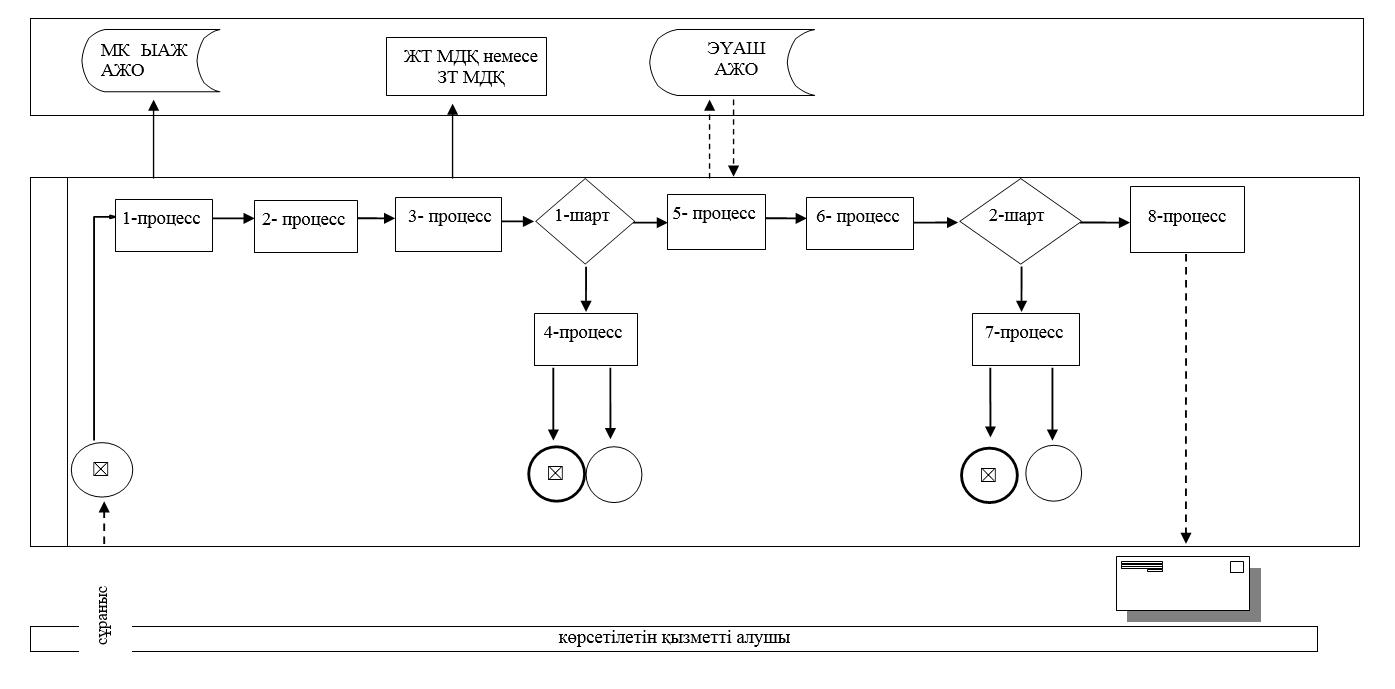 МК ЫАЖ
АЖО
ЖТ МДҚ немесе
ЗТ МДҚ
ЭҮАШ
АЖО
1-процесс
2- процесс
3- процесс
1-шарт
5- процесс
6- процесс
2-шарт
8-процесс
4-процесс
7-процесс
сұраныс
көрсетілетін қызметті алушы